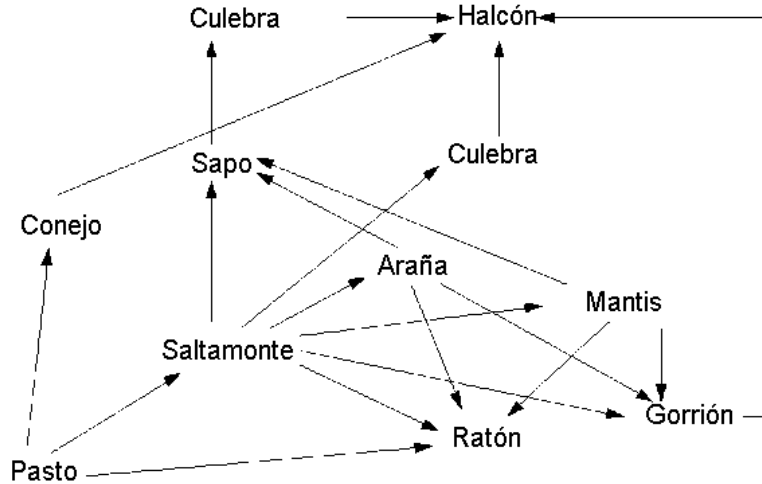 Culebra
Halcón
Culebra
Sapo
Conejo
Araña
Mantis
Saltamonte
Gorrión
Ratón
Pasto